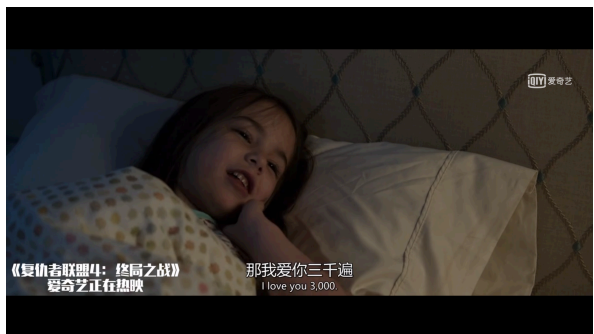 iQIY 爱奇艺
那我爱你三千遍
I love you 3,000.
《复仇者联盟4：终局之战》
爱奇艺正在热映